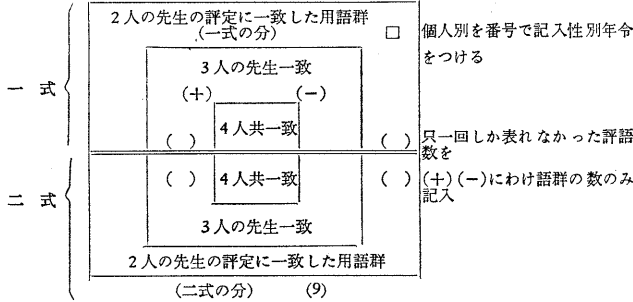 2人の先生の評定に一致した用語群
(一式の分)
□ 個人別を番号で記入性別年令
をつける
3人の先生一致
一式
(+) (−)
4人共一致
( ) ( )
只一回しか表れなかった評語
数を
( ) 4人共一致 ( )
(+)(−)にわけ語群の数のみ
記入
二式
3人の先生一致
2人の先生の評定に一致した用語群
(二式の分) (9)